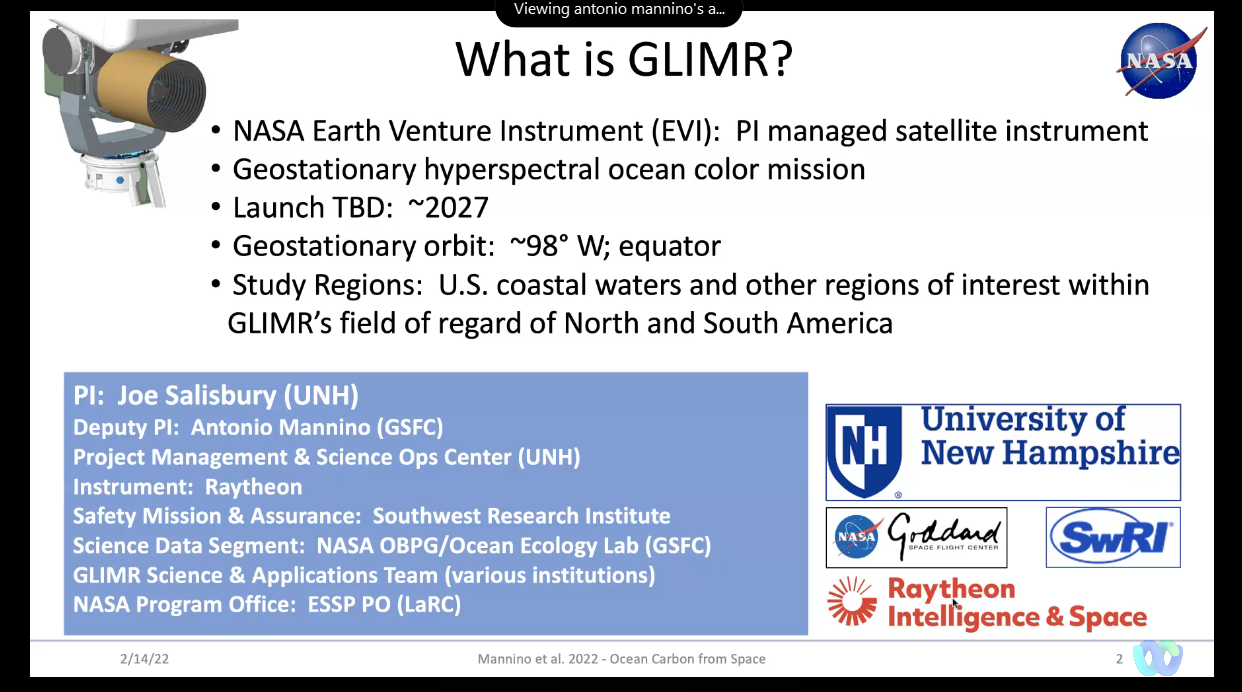 Viewing antonio mannino's a...
What is GLIMR?
NASA
• NASA Earth Venture Instrument (EVI): PI managed satellite instrument
• Geostationary hyperspectral ocean color mission
• Launch TBD: ~2027
• Geostationary orbit: ~98° W; equator
• Study Regions: U.S. coastal waters and other regions of interest within
GLIMR's field of regard of North and South America
PI: Joe Salisbury (UNH)
Deputy PI: Antonio Mannino (GSFC)
Project Management & Science Ops Center (UNH)
Instrument: Raytheon
Safety Mission & Assurance: Southwest Research Institute
Science Data Segment: NASA OBPG/Ocean Ecology Lab (GSFC)
GLIMR Science & Applications Team (various institutions)
NASA Program Office: ESSP PO (LaRC)
NH
®
University of
New Hampshire
NASA
Goddard
SPACE FLIGHT CENTER
SwRI
Raytheon
Intelligence & Space
2/14/22
Mannino et al. 2022 - Ocean Carbon from Space
2